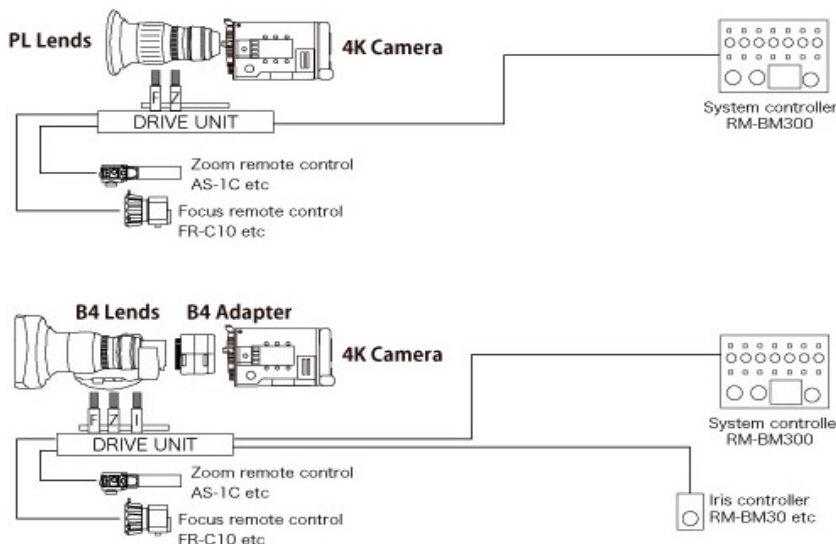 PL Lends
4K Camera
F Z
DRIVE UNIT
System controller
RM-BM300
Zoom remote control
AS-1C etc
Focus remote control
FR-C10 etc
B4 Lends
B4 Adapter
4K Camera
F Z I
DRIVE UNIT
System controlle
RM-BM300
Zoom remote control
AS-1C etc
Iris controller
RM-BM30 etc
Focus remote control
FR-C10 etc